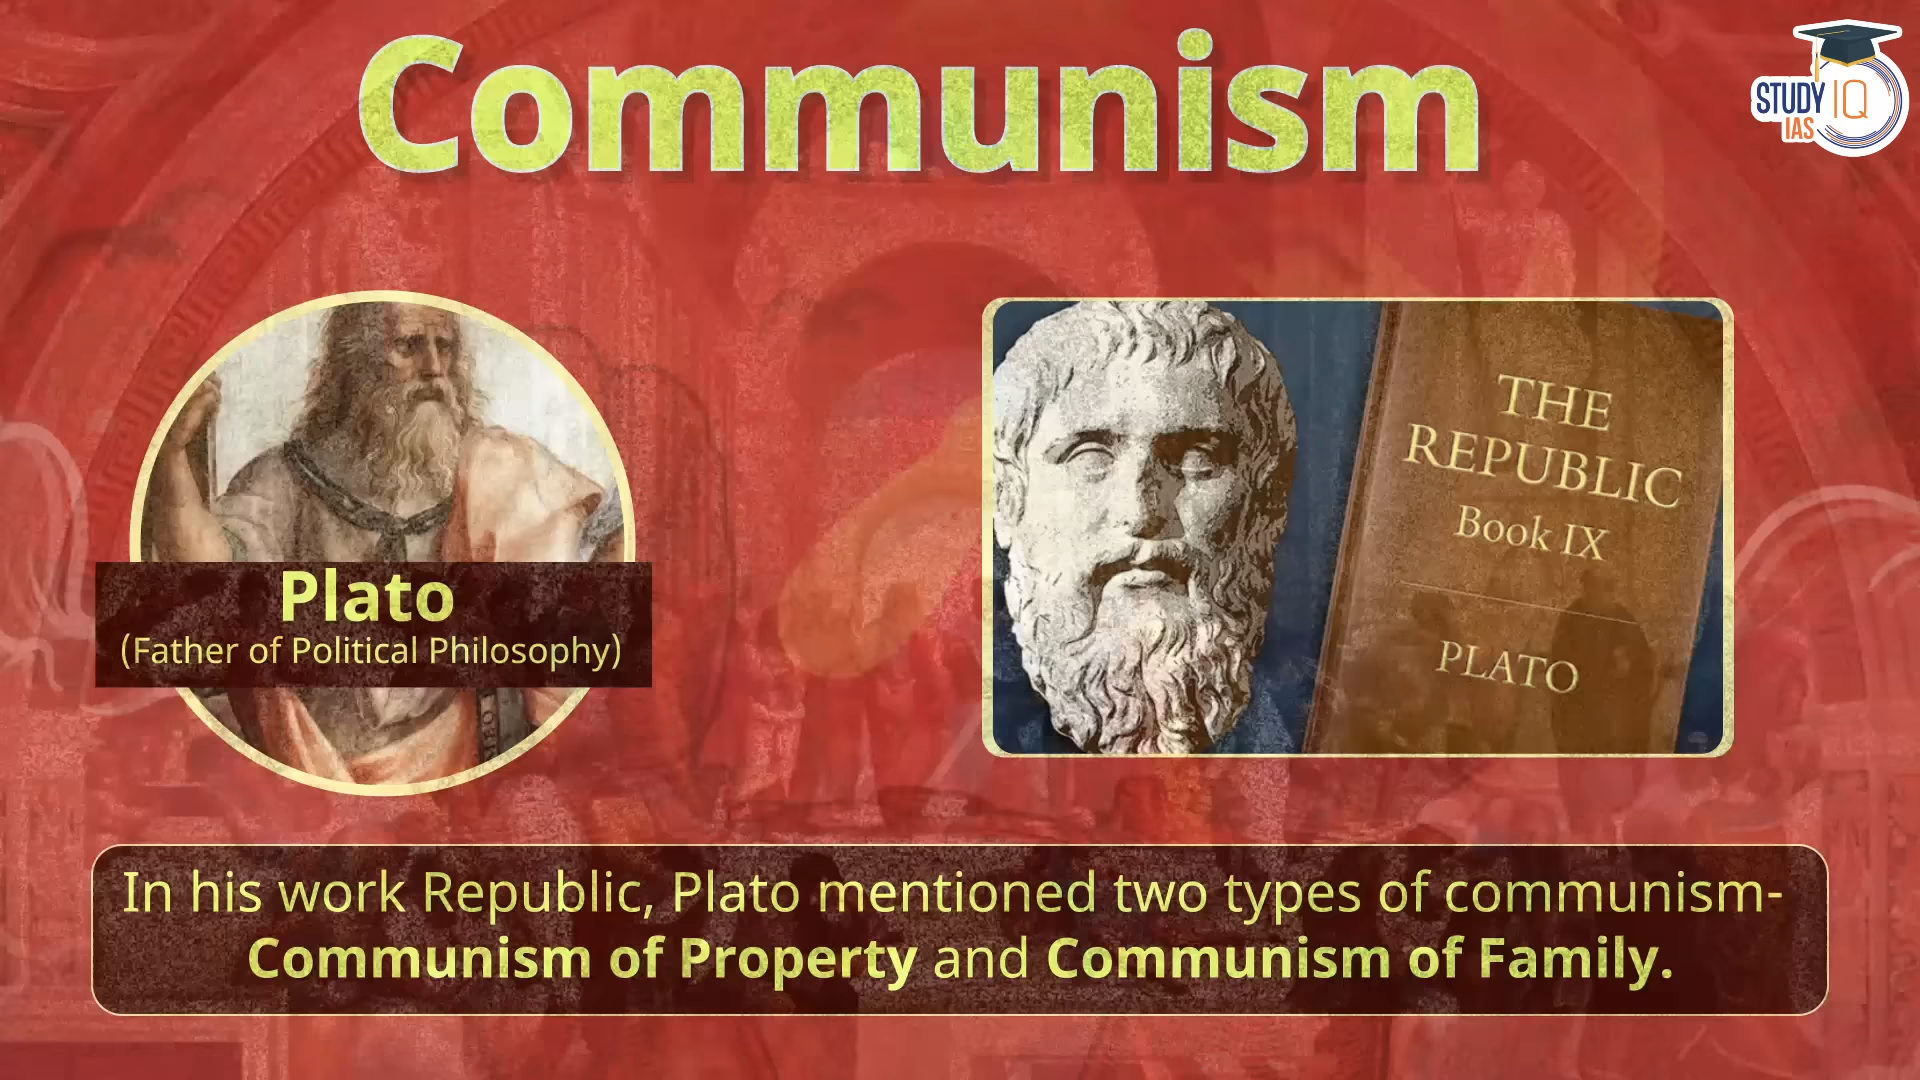 Communism
STUDY IQ
IAS
Plato
(Father of Political Philosophy)
THE
REPUBLIC
Book IX
PLATO
In his work Republic, Plato mentioned two types of communism-
Communism of Property and Communism of Family.